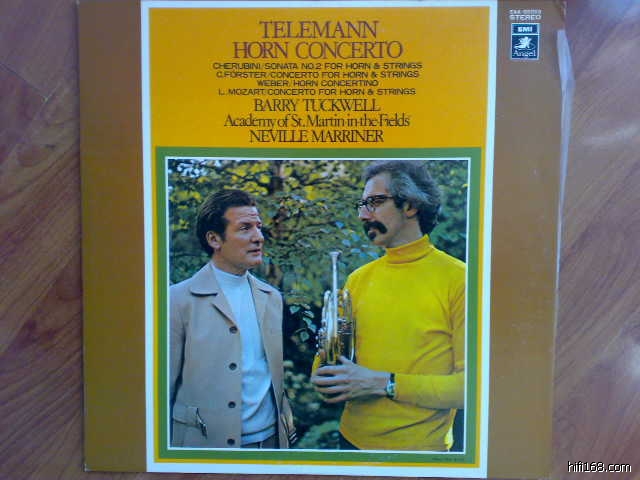 EAA-80053
STEREO
EMI
Angel
TELEMANN
HORN CONCERTO
CHERUBINI/SONATA NO.2 FOR HORN & STRINGS
C.FÖRSTER/CONCERTO FOR HORN & STRINGS
WEBER/HORN CONCERTINO
L. MOZART/CONCERTO FOR HORN & STRINGS
BARRY TUCKWELL
Academy of St. Martin-in-the-Fields
NEVILLE MARRINER
hifi168.com